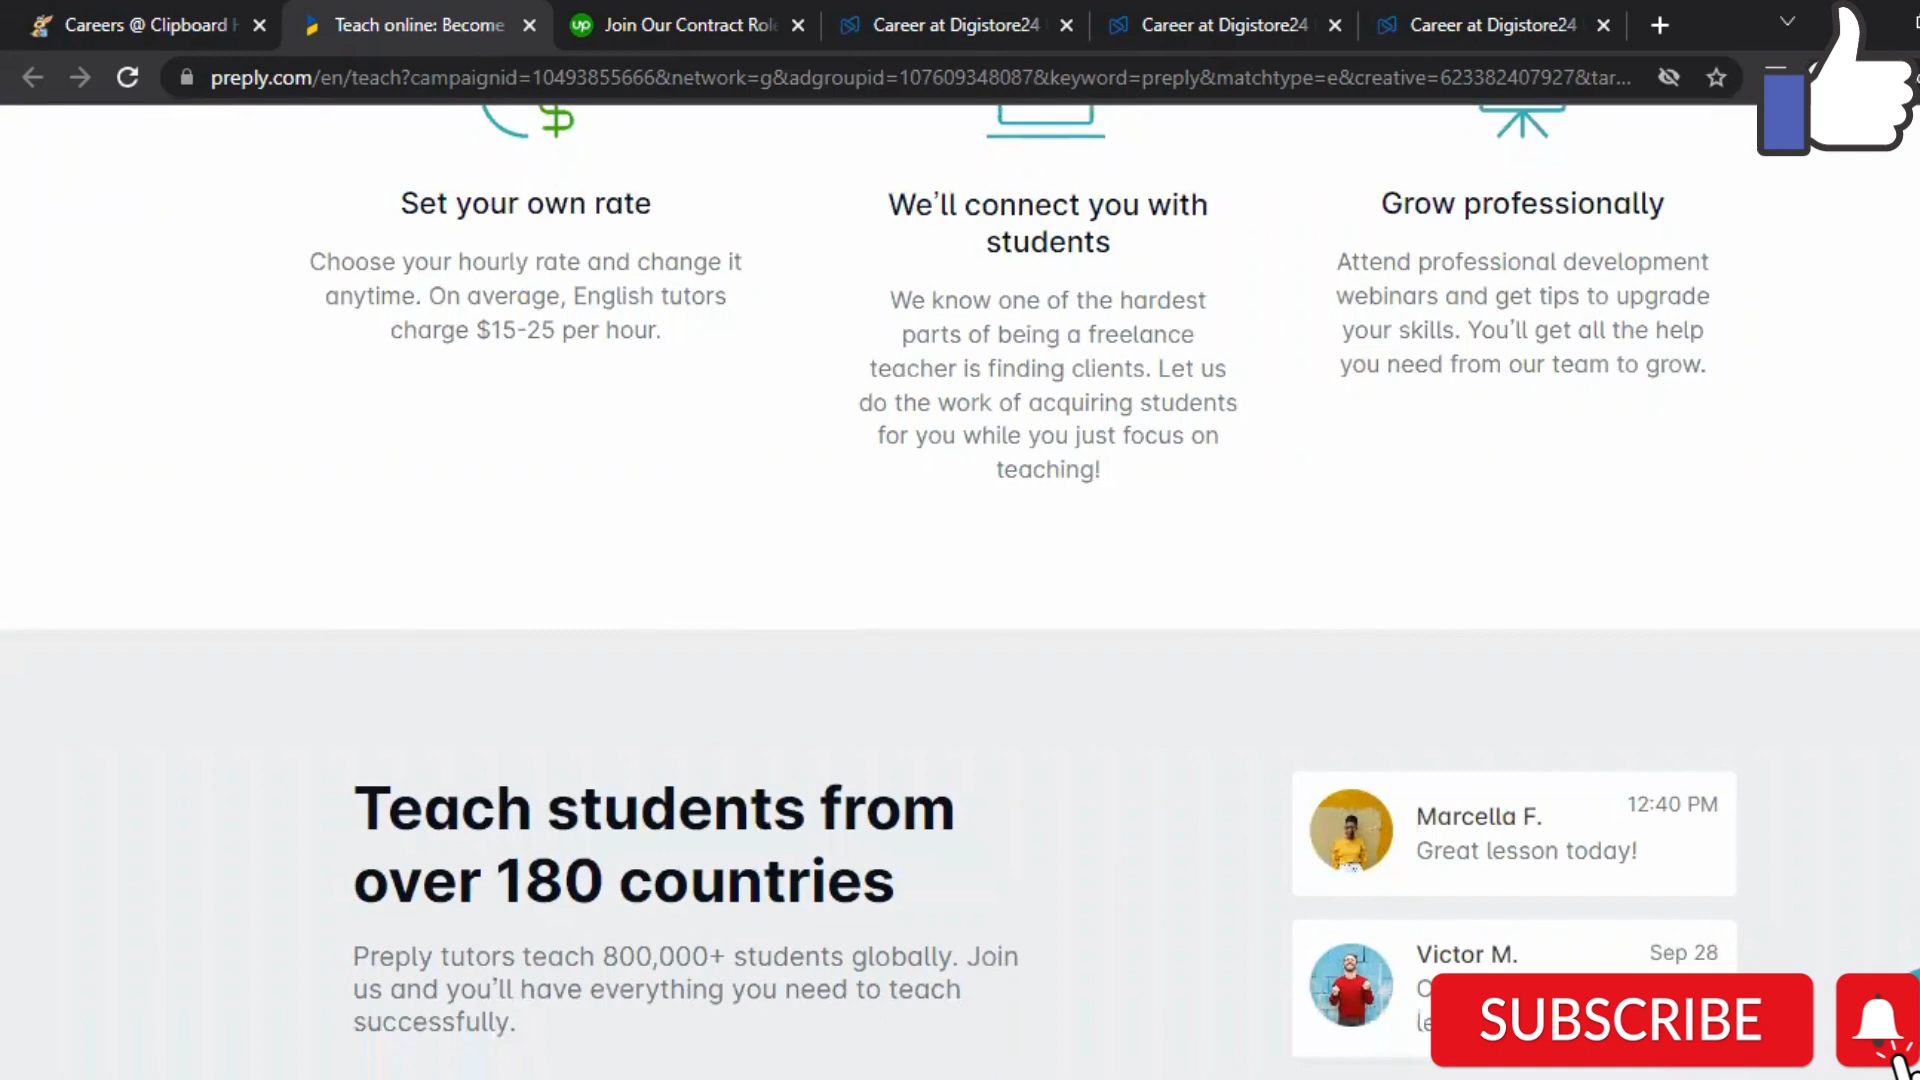 Careers @ Clipboard H
Teach online: Become
Join Our Contract Role
Career at Digistore24
Career at Digistore24
Career at Digistore24
preply.com/en/teach?campaignid=10493855666&network=g&adgroupid=107609348087&keyword=preply&matchtype=e&creative=623382407927&tar...
Set your own rate
Choose your hourly rate and change it
anytime. On average, English tutors
charge $15-25 per hour.
We'll connect you with
students
We know one of the hardest
parts of being a freelance
teacher is finding clients. Let us
do the work of acquiring students
for you while you just focus on
teaching!
Grow professionally
Attend professional development
webinars and get tips to upgrade
your skills. You'll get all the help
you need from our team to grow.
Teach students from
over 180 countries
Preply tutors teach 800,000+ students globally. Join
us and you'll have everything you need to teach
successfully.
Marcella F.
12:40 PM
Great lesson today!
Victor M.
Sep 28
SUBSCRIBE